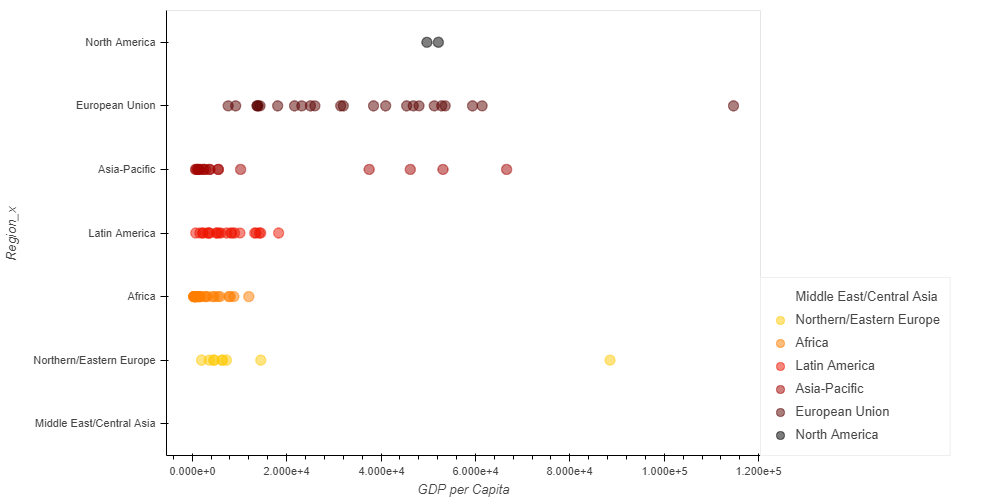 North America
European Union
Asia-Pacific
Latin America
Africa
Northern/Eastern Europe
Middle East/Central Asia
Region_x
0.000e+0 2.000e+4 4.000e+4 6.000e+4 8.000e+4 1.000e+5 1.200e+5
GDP per Capita
Middle East/Central Asia
Northern/Eastern Europe
Africa
Latin America
Asia-Pacific
European Union
North America